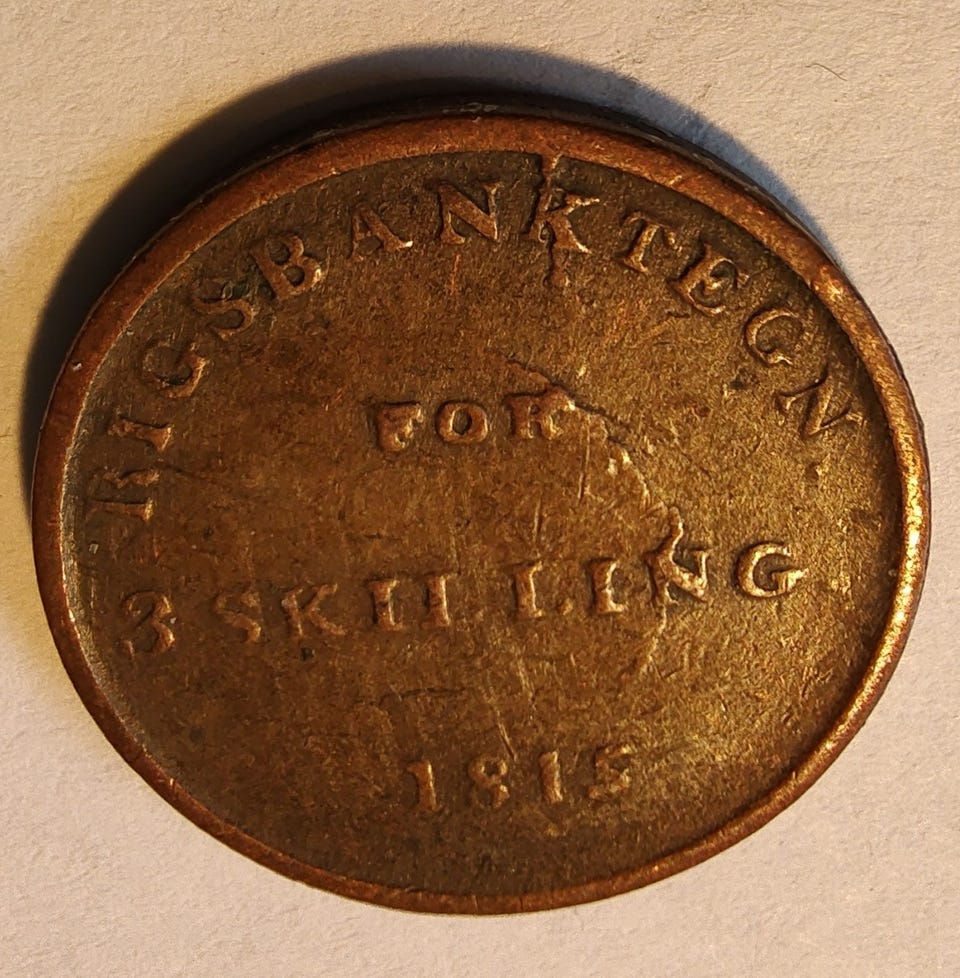 RIGSBANKTEGN.
FOR
3 SKILLING
1815